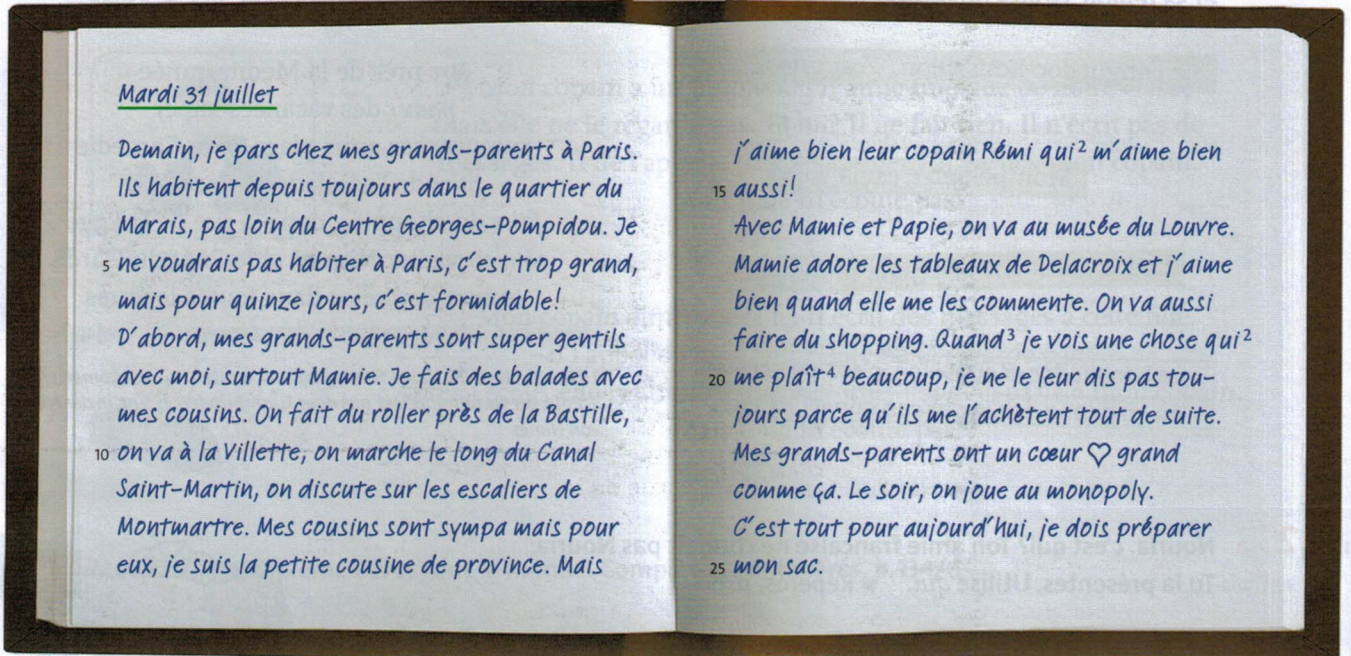 Mardi 31 juillet
Demain, je pars chez mes grands-parents à Paris.
Ils habitent depuis toujours dans le quartier du
Marais, pas loin du Centre Georges-Pompidou. Je
5 ne voudrais pas habiter à Paris, c'est trop grand,
mais pour quinze jours, c'est formidable!
D'abord, mes grands-parents sont super gentils
avec moi, surtout Mamie. Je fais des balades avec
mes cousins. On fait du roller près de la Bastille,
10 on va à la Villette, on marche le long du Canal
Saint-Martin, on discute sur les escaliers de
Montmartre. Mes cousins sont sympa mais pour
eux, je suis la petite cousine de province. Mais
j'aime bien leur copain Rémi qui² m'aime bien
15 aussi!
Avec Mamie et Papie, on va au musée du Louvre.
Mamie adore les tableaux de Delacroix et j'aime
bien quand elle me les commente. On va aussi
faire du shopping. Quand³ je vois une chose qui²
20 me plaît⁴ beaucoup, je ne le leur dis pas tou-
jours parce qu'ils me l'achètent tout de suite.
Mes grands-parents ont un cœur ♡ grand
comme ça. Le soir, on joue au monopoly.
C'est tout pour aujourd'hui, je dois préparer
25 mon sac.